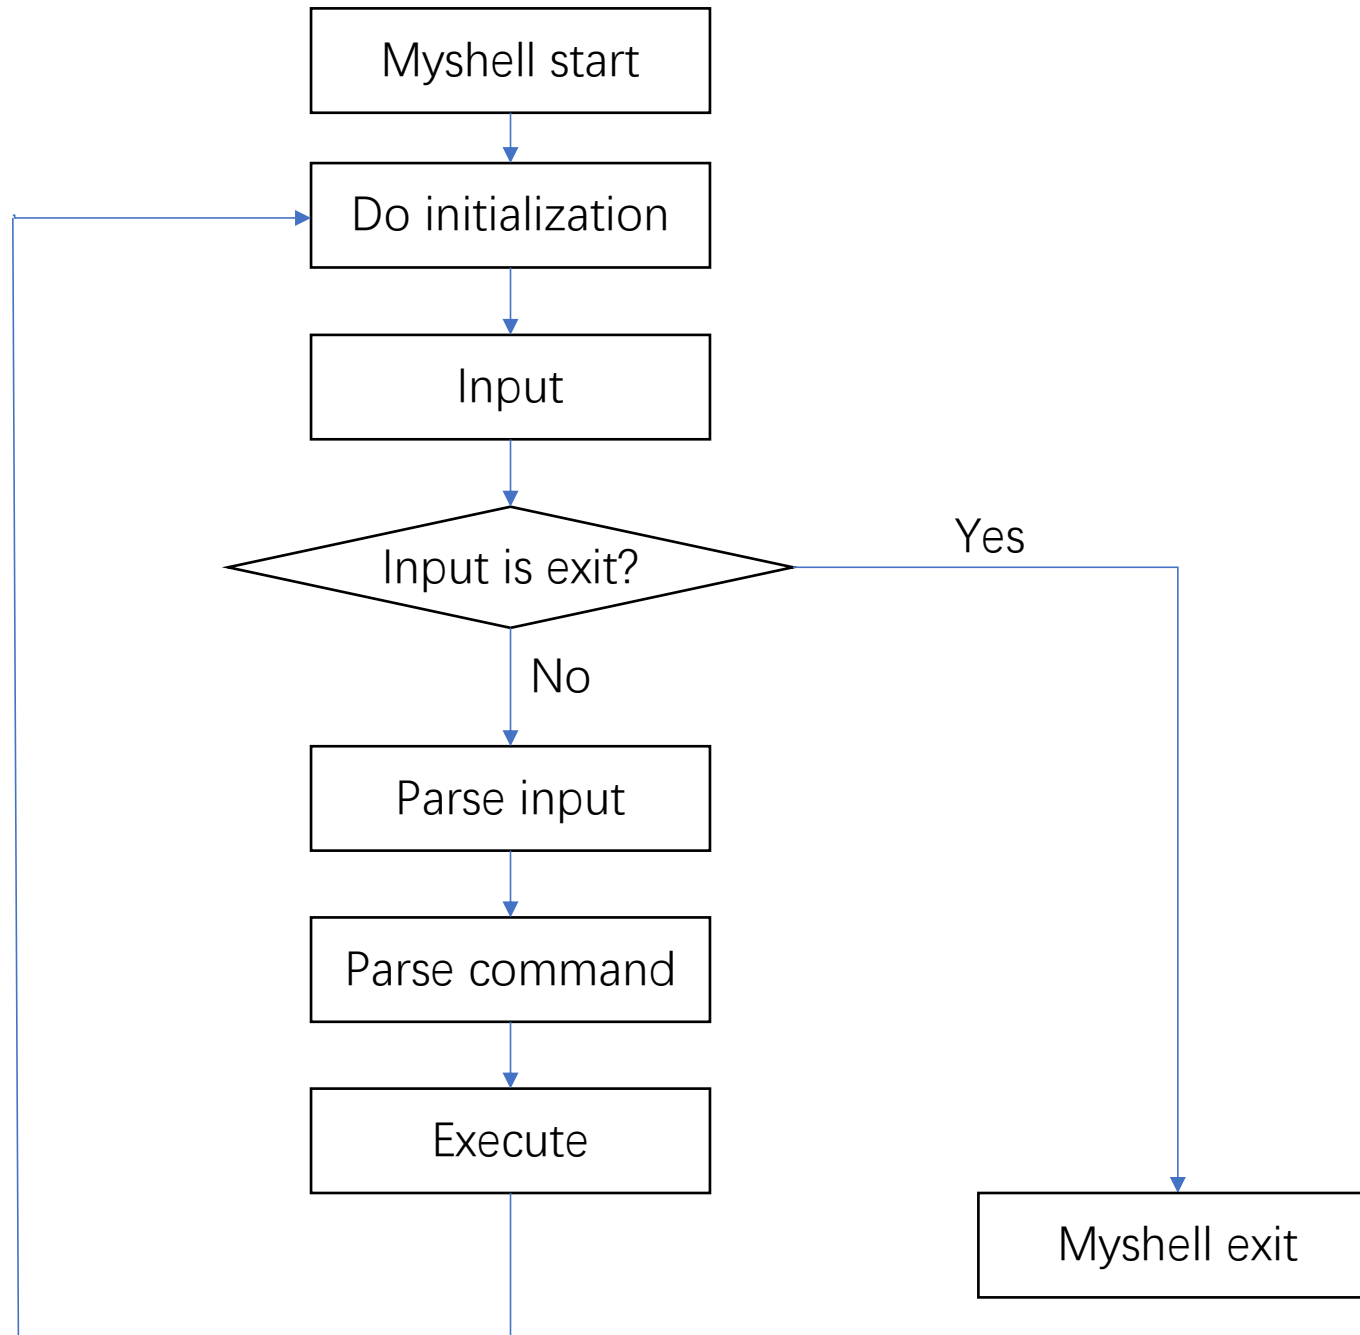 Myshell start
Do initialization
Input
Input is exit?
Yes
No
Parse input
Parse command
Execute
Myshell exit